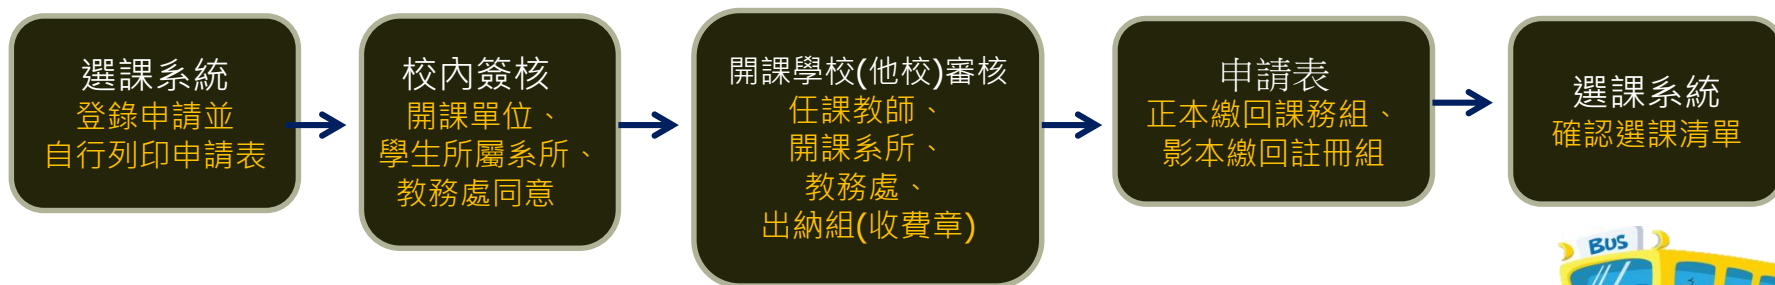 選課系統
登錄申請並
自行列印申請表
校內簽核
開課單位、
學生所屬系所、
教務處同意
開課學校(他校)審核
任課教師、
開課系所、
教務處、
出納組(收費章)
申請表
正本繳回課務組、
影本繳回註冊組
選課系統
確認選課清單
BUS